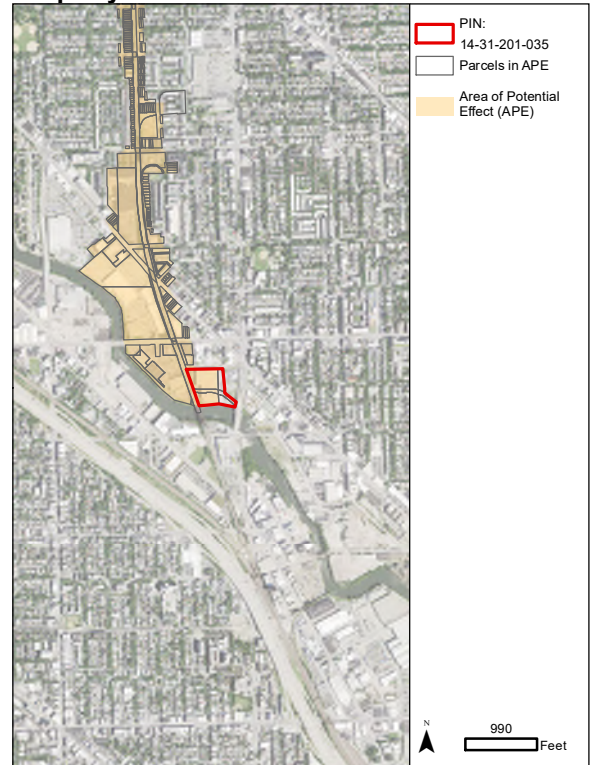 PIN:
14-31-201-035
Parcels in APE
Area of Potential
Effect (APE)
N
990
Feet